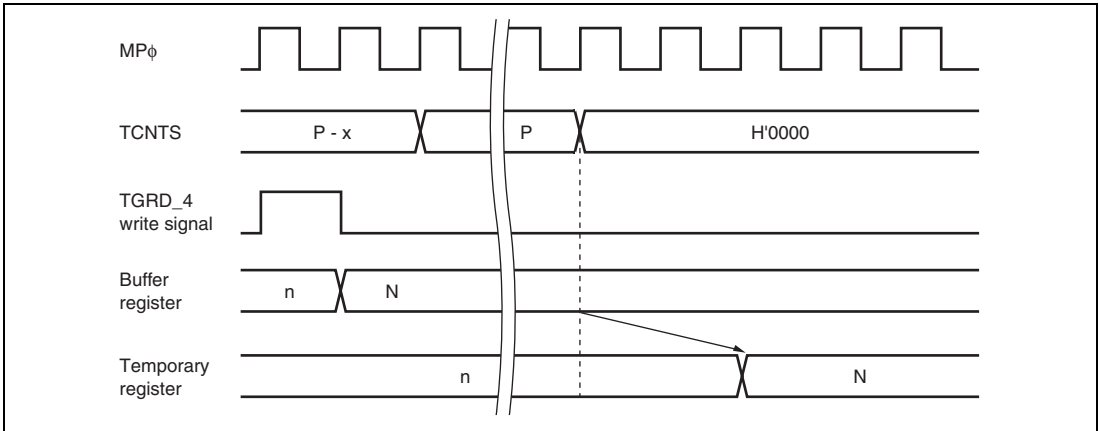 MPϕ
TCNTS
P - x
P
H'0000
TGRD_4
write signal
Buffer
register
n
N
Temporary
register
n
N